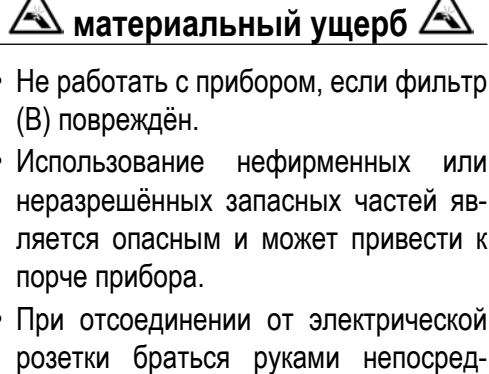 материальный ущерб
• Не работать с прибором, если фильтр
(В) повреждён.
• Использование нефирменных или
неразрешённых запасных частей яв-
ляется опасным и может привести к
порче прибора.
• При отсоединении от электрической
розетки браться руками непосред-